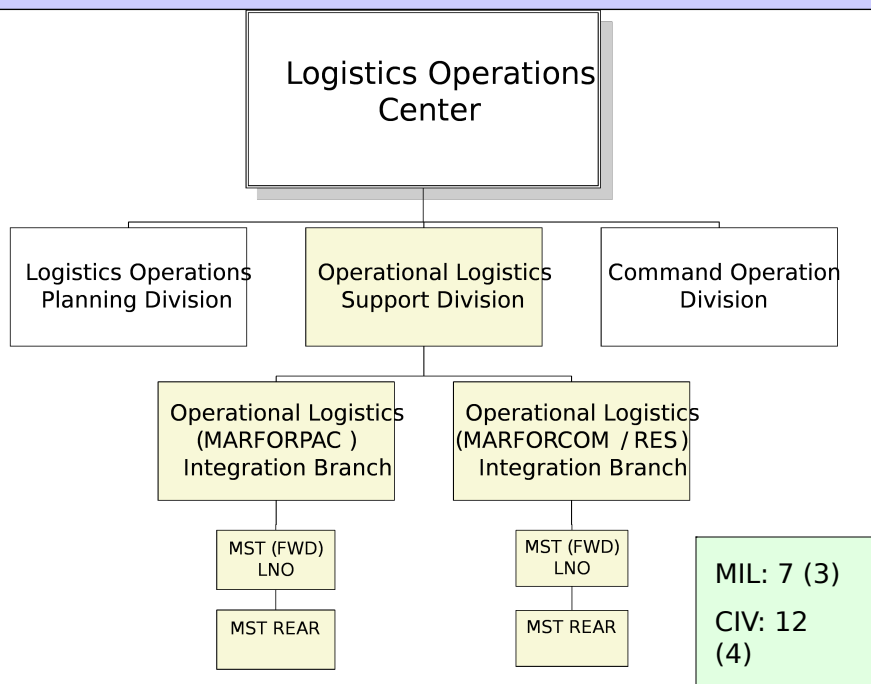 Logistics Operations
Center
Logistics Operations
Planning Division
Operational Logistics
Support Division
Command Operation
Division
Operational Logistics
(MARFORPAC )
Integration Branch
Operational Logistics
(MARFORCOM / RES)
Integration Branch
MST (FWD)
LNO
MST (FWD)
LNO
MST REAR
MST REAR
MIL: 7 (3)
CIV: 12
(4)